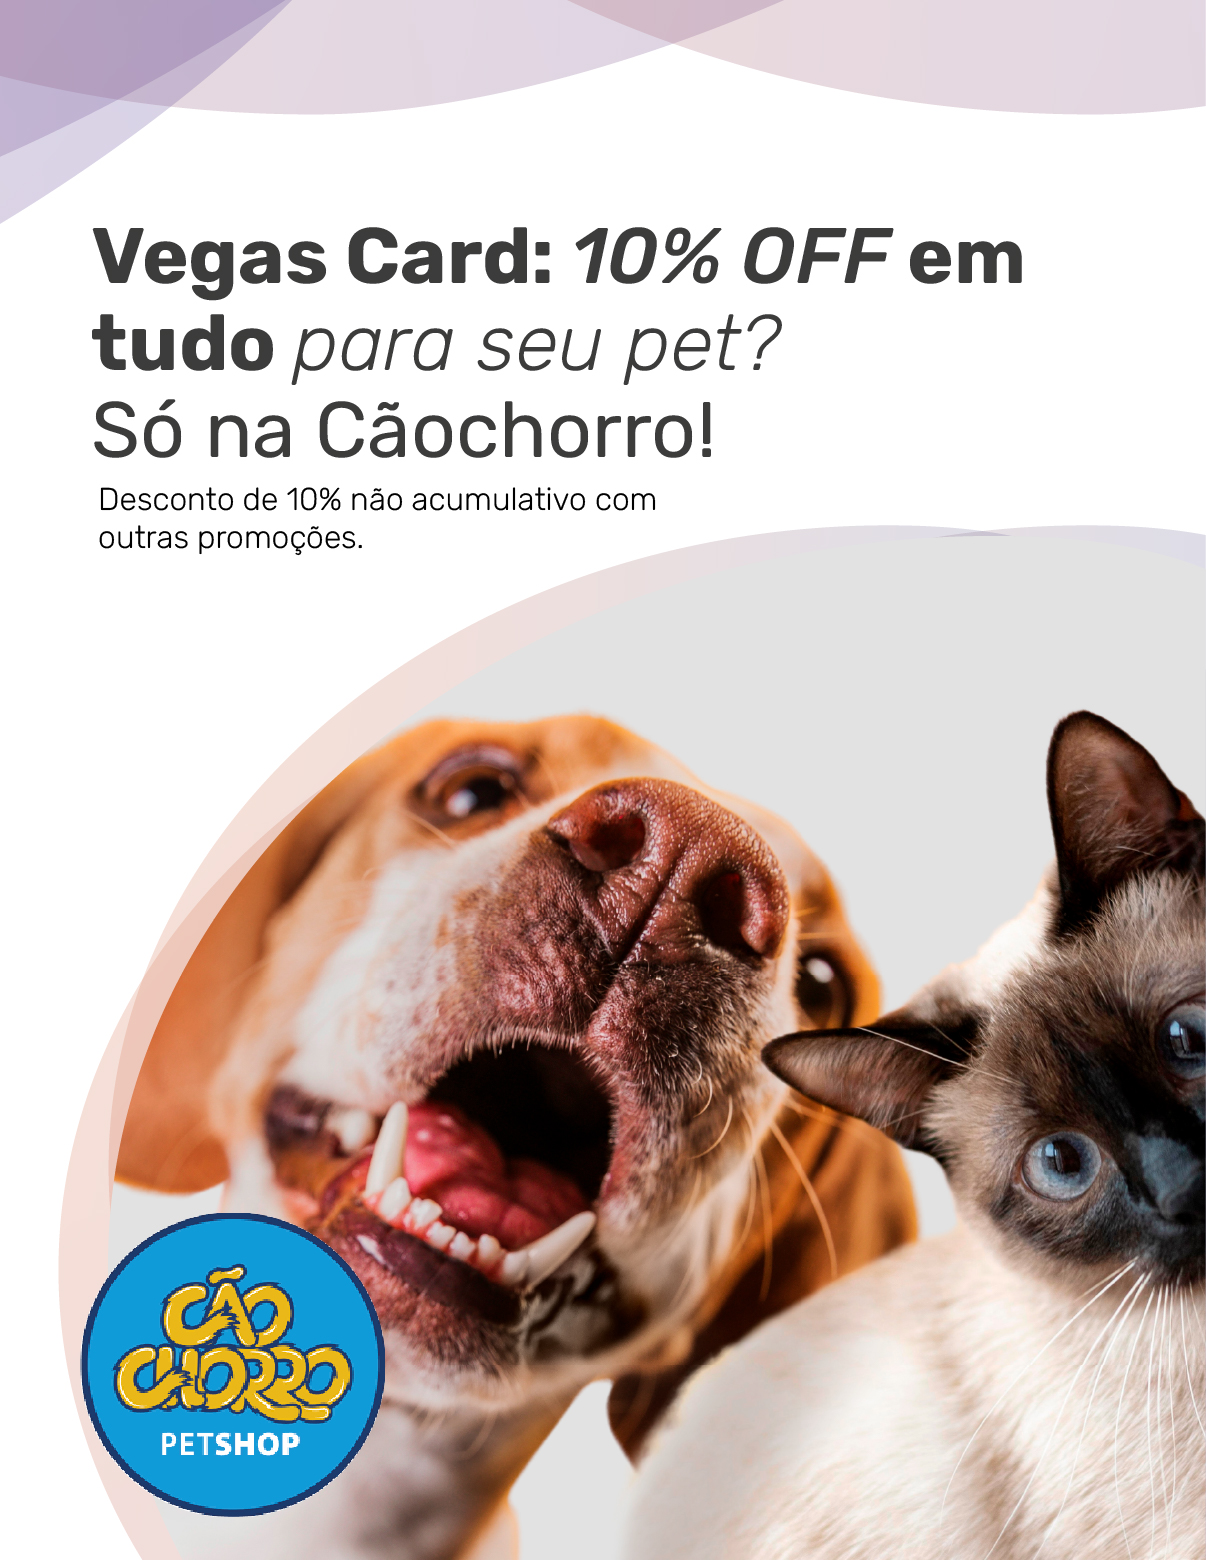 Vegas Card: 10% OFF em
tudo para seu pet?
Só na Cãochorro!
Desconto de 10% não acumulativo com
outras promoções.
CÃO
CHORRO
PETSHOP